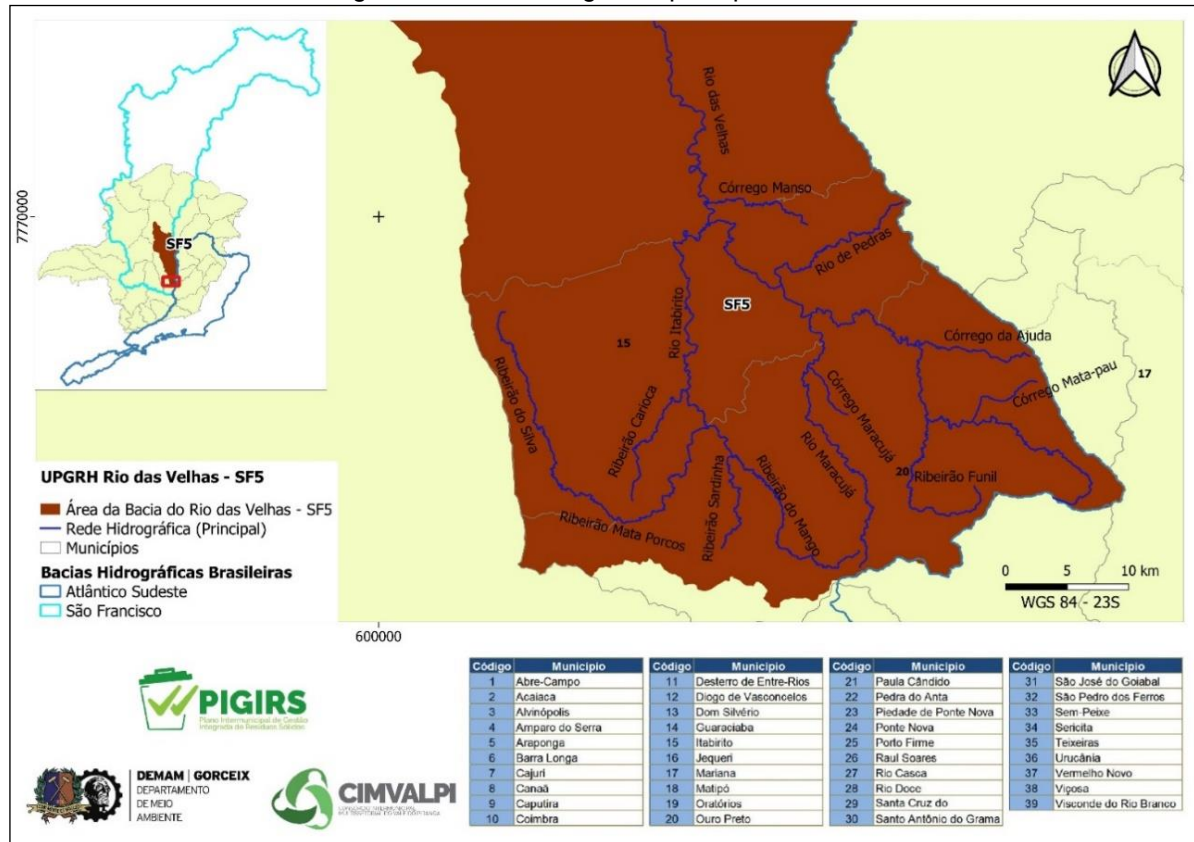 7770000
600000
SF5
Rio das Velhas
Córrego Manso
Rio de Pedras
SF5
Rio Itabirito
15
Córrego da Ajuda
Córrego Mata-pau
17
Ribeirão do Silva
Ribeirão Carioca
Córrego Maracujá
Rio Maracujá
20
Ribeirão Funil
Ribeirão Mata Porcos
Ribeirão Sardinha
Ribeirão do Mango
0 5 10 km
WGS 84 - 23S
UPGRH Rio das Velhas - SF5
Área da Bacia do Rio das Velhas - SF5
Rede Hidrográfica (Principal)
Municípios
Bacias Hidrográficas Brasileiras
Atlântico Sudeste
São Francisco
PIGIRS
Plano Intermunicipal de Gestão
Integrada de Resíduos Sólidos
DEMAM | GORCEIX
DEPARTAMENTO
DE MEIO
AMBIENTE
CIMVALPI
Código Município
1 Abre-Campo
2 Acaiaca
3 Alvinópolis
4 Amparo do Serra
5 Araponga
6 Barra Longa
7 Cajuri
8 Canaã
9 Caputira
10 Coimbra
Código Município
11 Desterro de Entre-Rios
12 Diogo de Vasconcelos
13 Dom Silvério
14 Guaraciaba
15 Itabirito
16 Jequeri
17 Mariana
18 Matipó
19 Oratórios
20 Ouro Preto
Código Município
21 Paula Cândido
22 Pedra do Anta
23 Piedade de Ponte Nova
24 Ponte Nova
25 Porto Firme
26 Raul Soares
27 Rio Casca
28 Rio Doce
29 Santa Cruz do
30 Santo Antônio do Grama
Código Município
31 São José do Goiabal
32 São Pedro dos Ferros
33 Sem-Peixe
34 Sericita
35 Teixeiras
36 Urucânia
37 Vermelho Novo
38 Viçosa
39 Visconde do Rio Branco